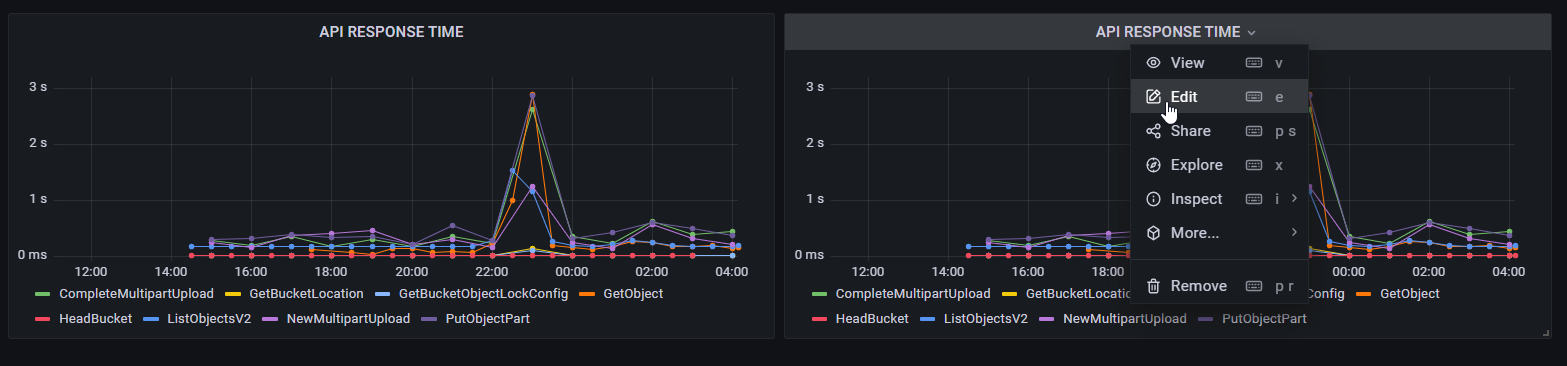 API RESPONSE TIME
3 s
2 s
1 s
0 ms
12:00 14:00 16:00 18:00 20:00 22:00 00:00 02:00 04:00
CompleteMultipartUpload GetBucketLocation GetBucketObjectLockConfig GetObject
HeadBucket ListObjectsV2 NewMultipartUpload PutObjectPart
API RESPONSE TIME
3 s
2 s
1 s
0 ms
12:00 14:00 16:00 18:00 00:00 02:00 04:00
CompleteMultipartUpload GetBucketLocatio Config GetObject
HeadBucket ListObjectsV2 NewMultipartUpload PutObjectPart
View v
Edit e
Share p s
Explore x
Inspect i
More...
Remove p r